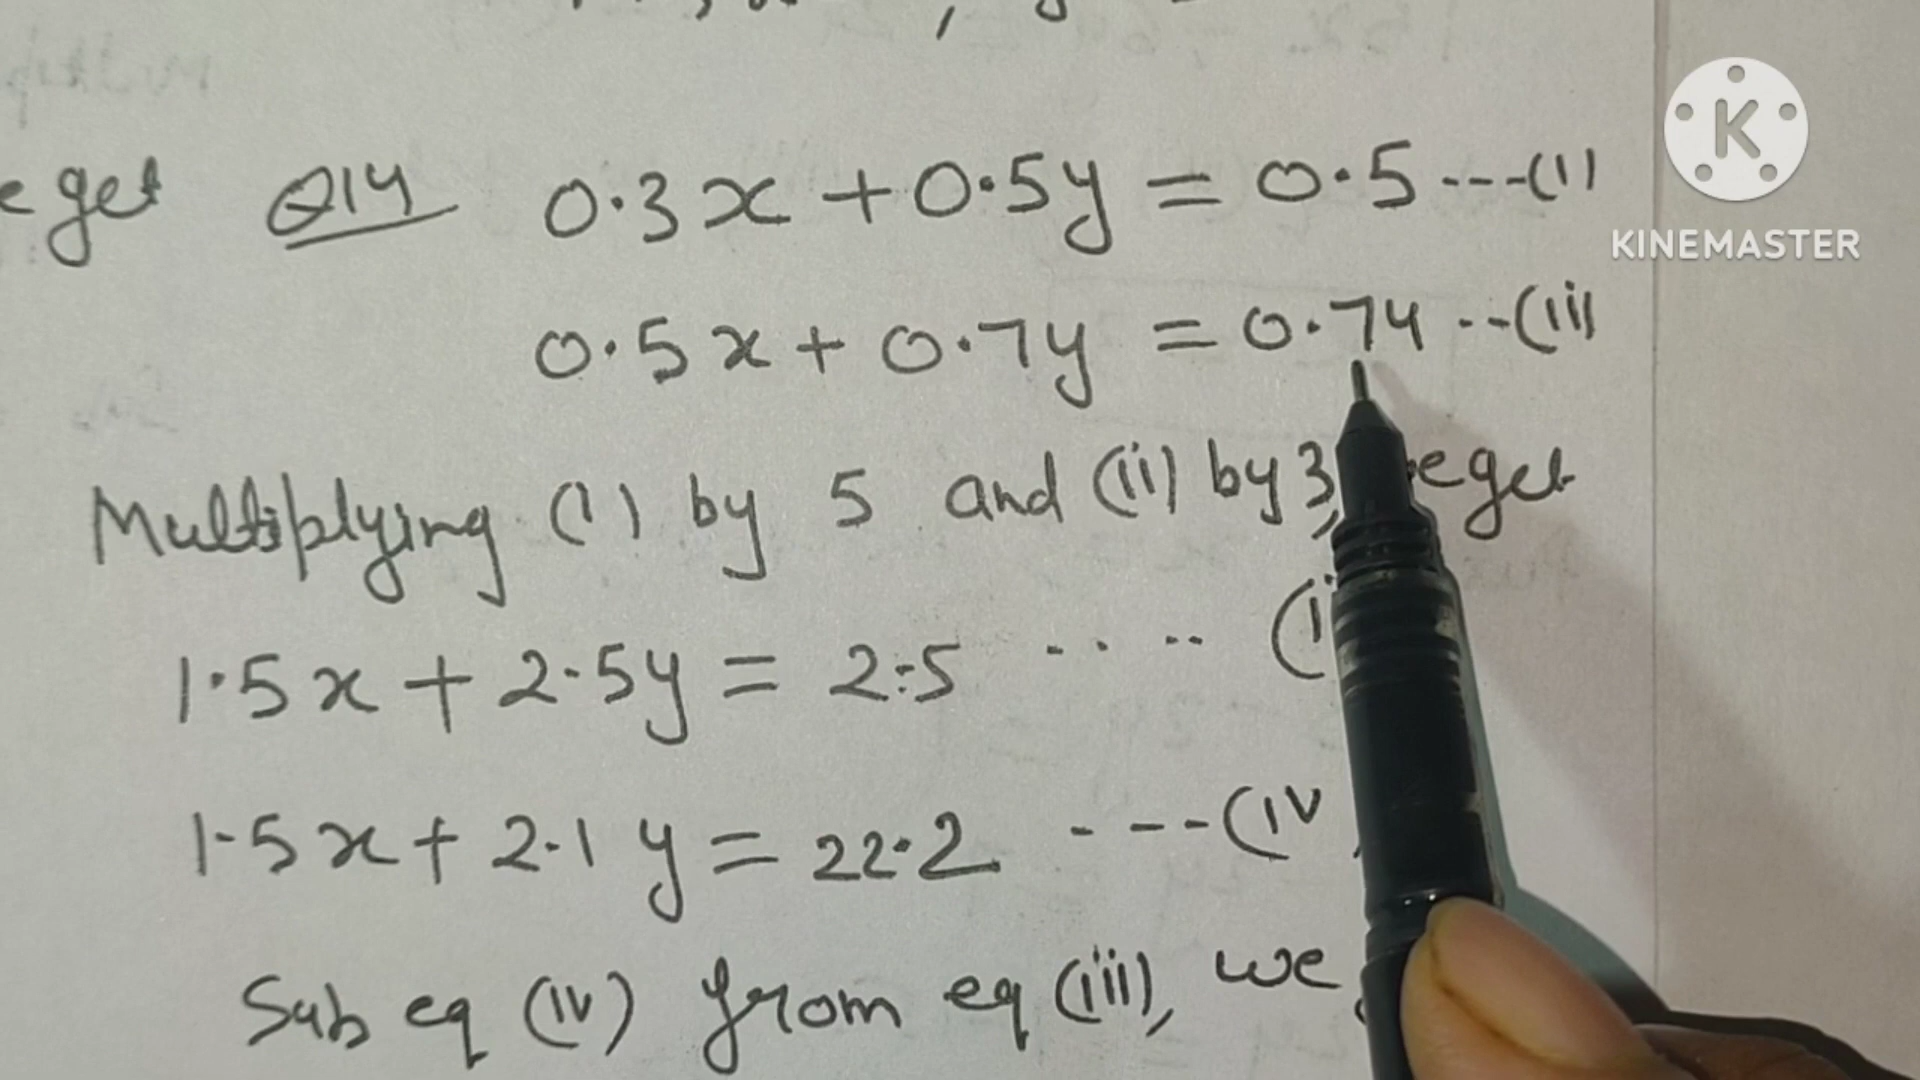 e get Q14 0.3x + 0.5y = 0.5 ---(i)
K
KINEMASTER
0.5x + 0.7y = 0.74 --(ii)
Multiplying (i) by 5 and (ii) by 3, we get
1.5x + 2.5y = 2.5 .. .. (i
1.5x + 2.1y = 22.2 ---(iv
Sub eq (iv) from eq (iii), we